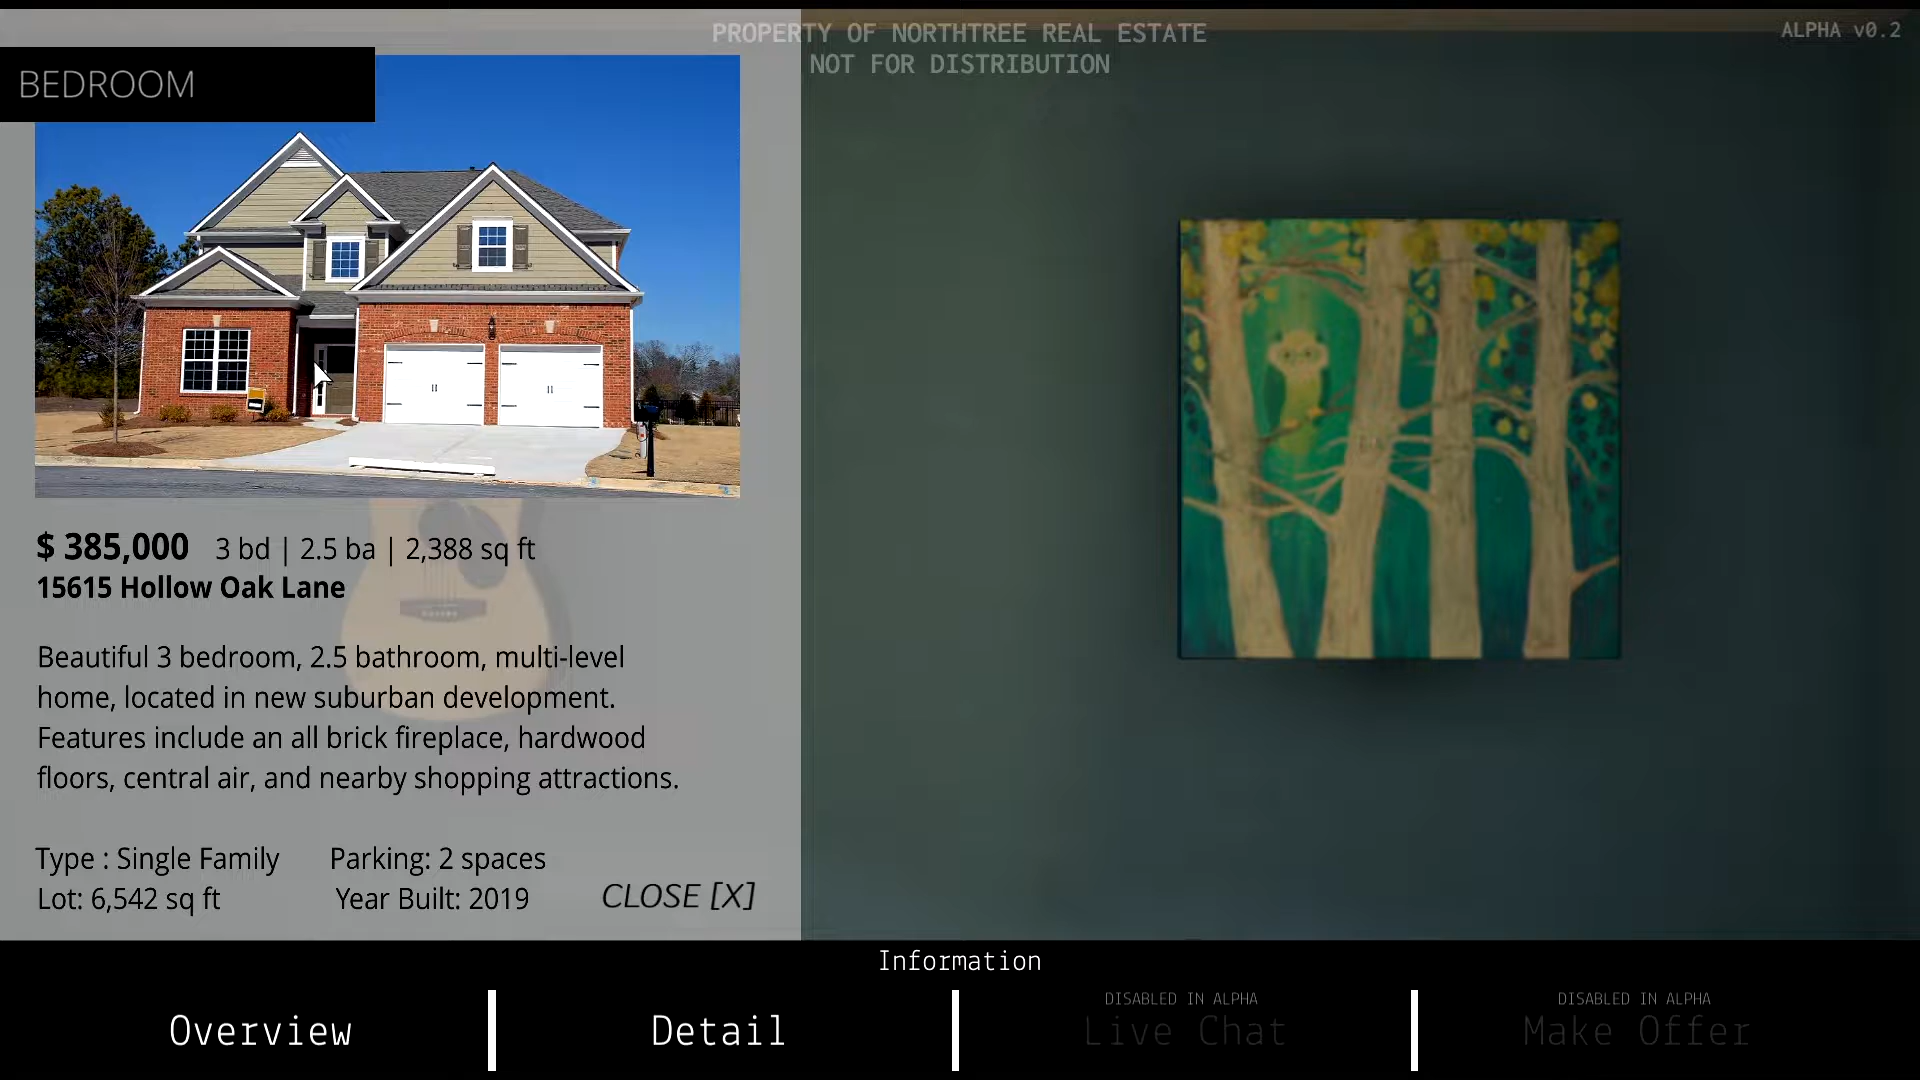 PROPERTY OF NORTHTREE REAL ESTATE
NOT FOR DISTRIBUTION
ALPHA v0.2
BEDROOM
$ 385,000 3 bd | 2.5 ba | 2,388 sq ft
15615 Hollow Oak Lane
Beautiful 3 bedroom, 2.5 bathroom, multi-level
home, located in new suburban development.
Features include an all brick fireplace, hardwood
floors, central air, and nearby shopping attractions.
Type : Single Family Parking: 2 spaces
Lot: 6,542 sq ft Year Built: 2019
CLOSE [X]
Information
Overview
Detail
DISABLED IN ALPHA
Live Chat
DISABLED IN ALPHA
Make Offer